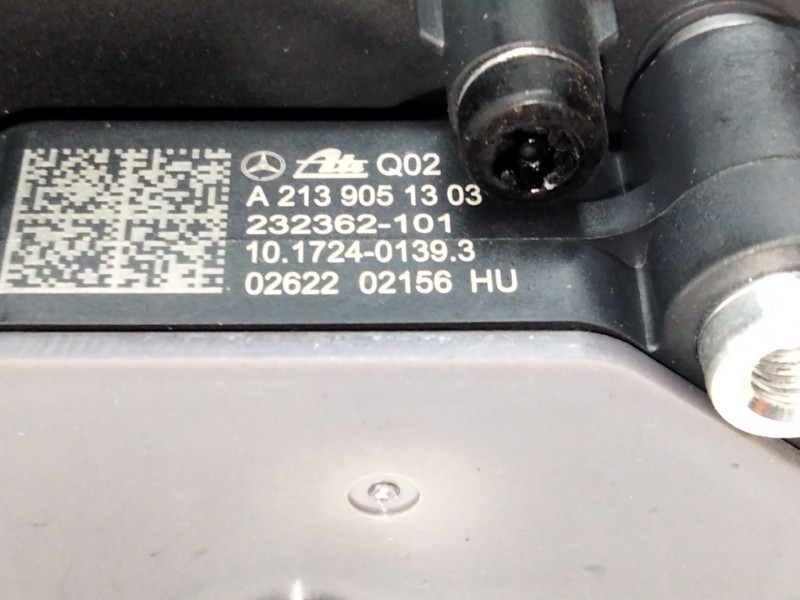 Ate Q02
A 213 905 13 03
232362-101
10.1724-0139.3
02622 02156 HU